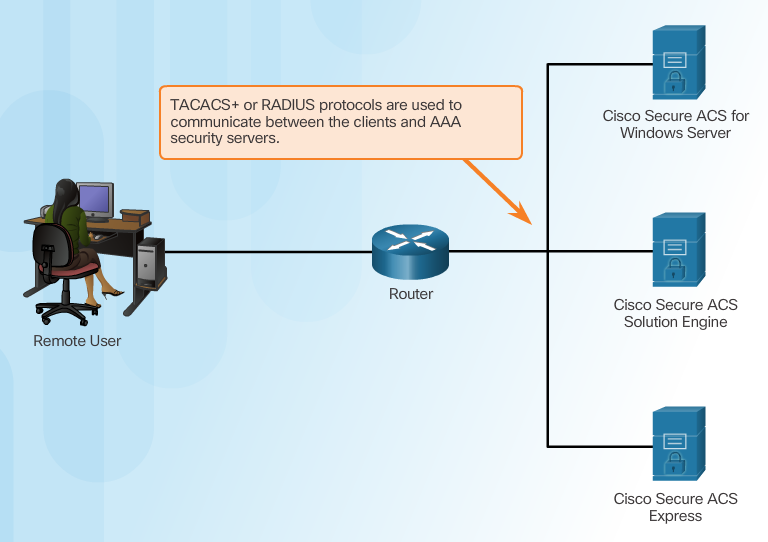 TACACS+ or RADIUS protocols are used to
communicate between the clients and AAA
security servers.
Cisco Secure ACS for
Windows Server
Router
Cisco Secure ACS
Solution Engine
Remote User
Cisco Secure ACS
Express